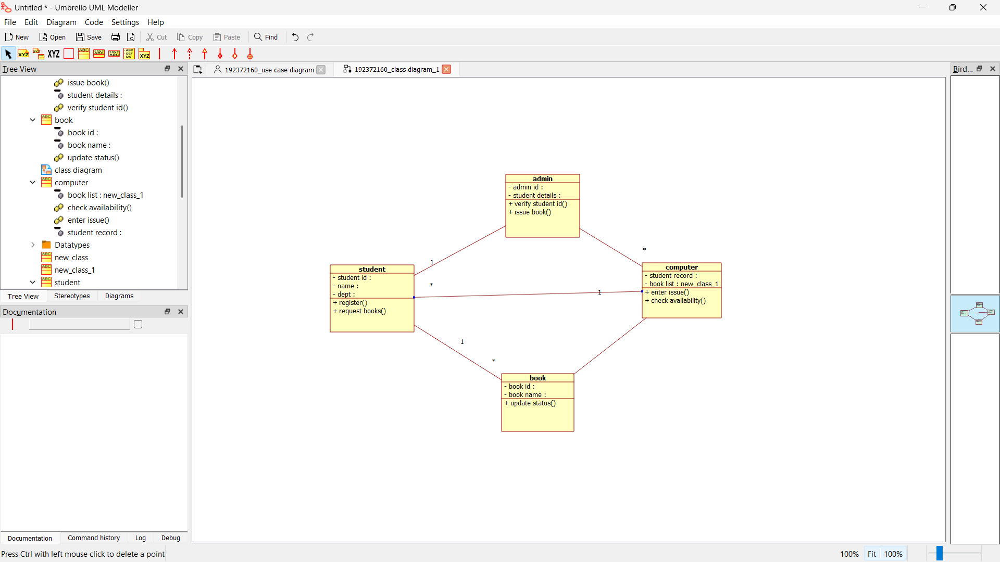 Untitled * - Umbrello UML Modeller
File Edit Diagram Code Settings Help
New Open Save Cut Copy Paste Find
XYZ XYZ XYZ ABC XYZ
Tree View
192372160_use case diagram
192372160_class diagram_1
Bird...
issue book()
student details :
verify student id()
book
book id :
book name :
update status()
class diagram
computer
book list : new_class_1
check availability()
enter issue()
student record :
Datatypes
new_class
new_class_1
student
Tree View Stereotypes Diagrams
Documentation
Documentation Command history Log Debug
admin
- admin id :
- student details :
+ verify student id()
+ issue book()
1
*
student
- student id :
- name :
- dept :
+ register()
+ request books()
*
1
computer
- student record :
- book list : new_class_1
+ enter issue()
+ check availability()
1
*
book
- book id :
- book name :
+ update status()
Press Ctrl with left mouse click to delete a point
100% Fit 100%